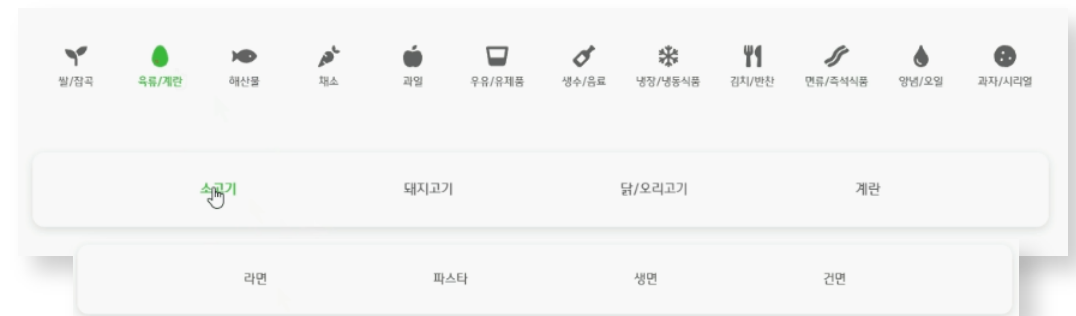 쌀/잡곡 육류/계란 해산물 채소 과일 우유/유제품 생수/음료 냉장/냉동식품 김치/반찬 면류/즉석식품 양념/오일 과자/시리얼
소고기 돼지고기 닭/오리고기 계란
라면 파스타 생면 건면